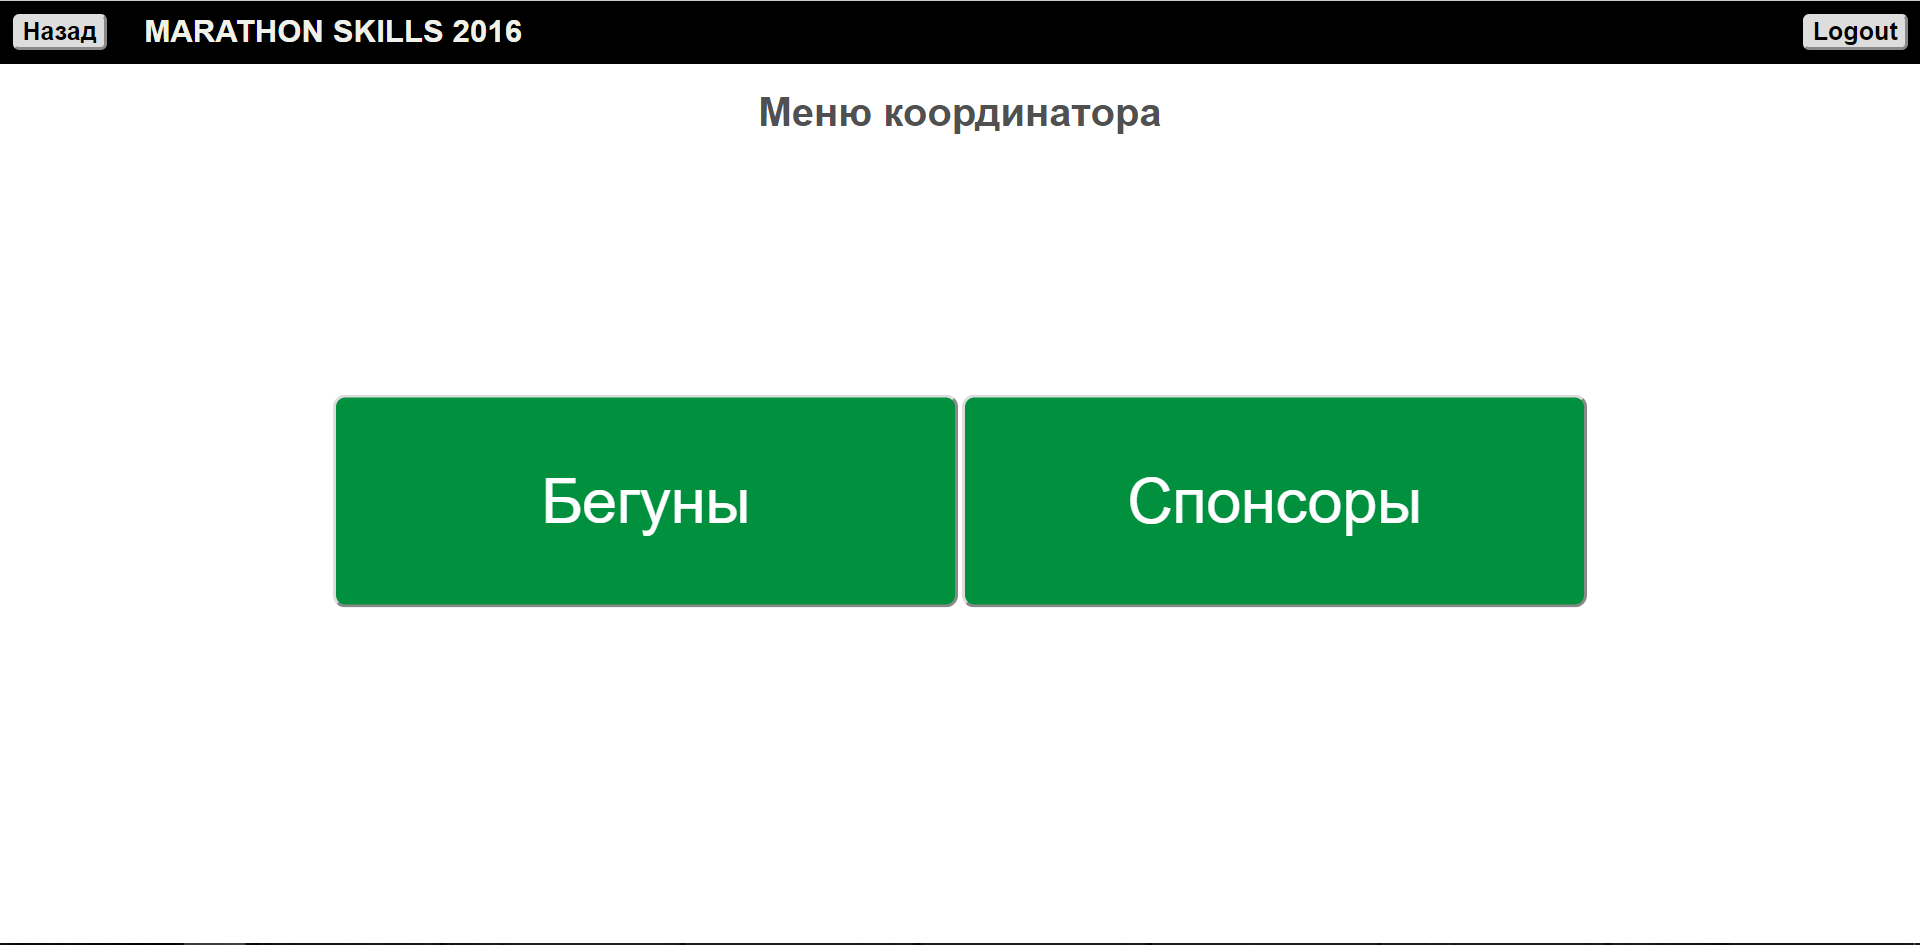 Назад MARATHON SKILLS 2016 Logout
Меню координатора
Бегуны Спонсоры